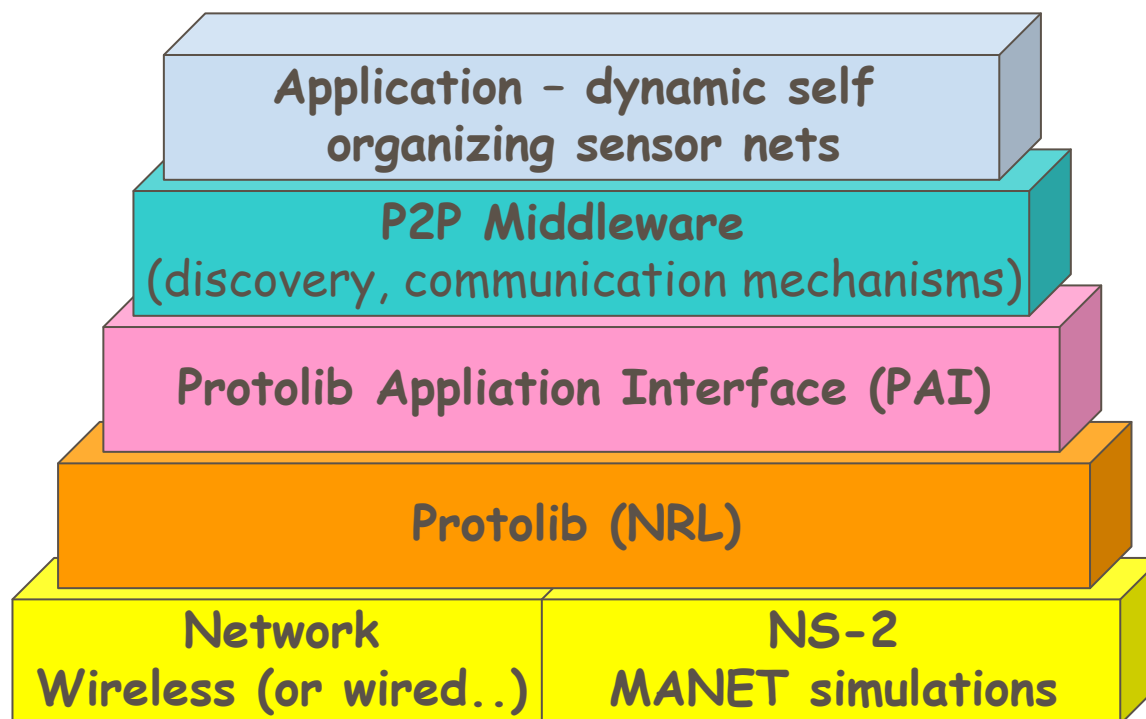 Application – dynamic self
organizing sensor nets
P2P Middleware
(discovery, communication mechanisms)
Protolib Appliation Interface (PAI)
Protolib (NRL)
Network
Wireless (or wired..)
NS-2
MANET simulations